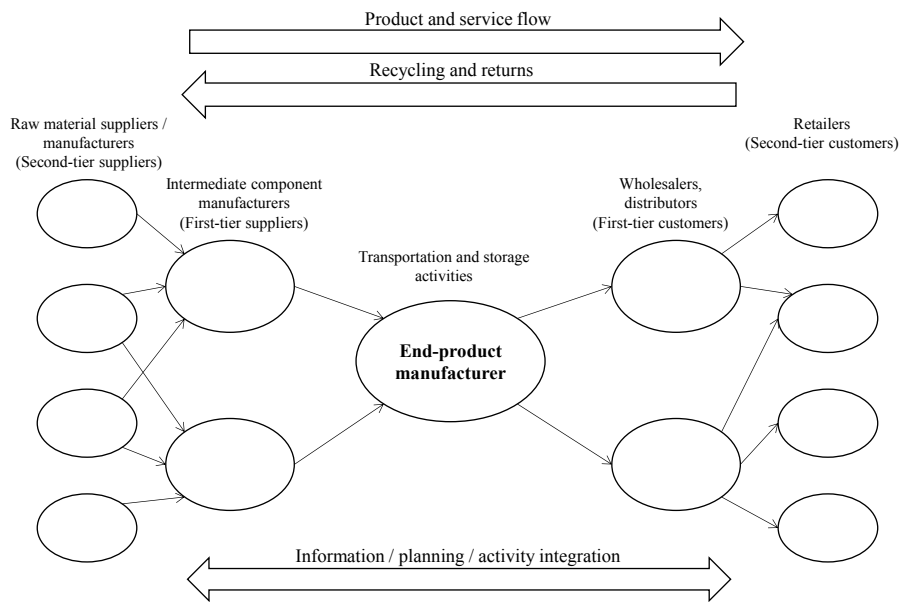 Product and service flow
Recycling and returns
Raw material suppliers /
manufacturers
(Second-tier suppliers)
Retailers
(Second-tier customers)
Intermediate component
manufacturers
(First-tier suppliers)
Wholesalers,
distributors
(First-tier customers)
Transportation and storage
activities
End-product
manufacturer
Information / planning / activity integration